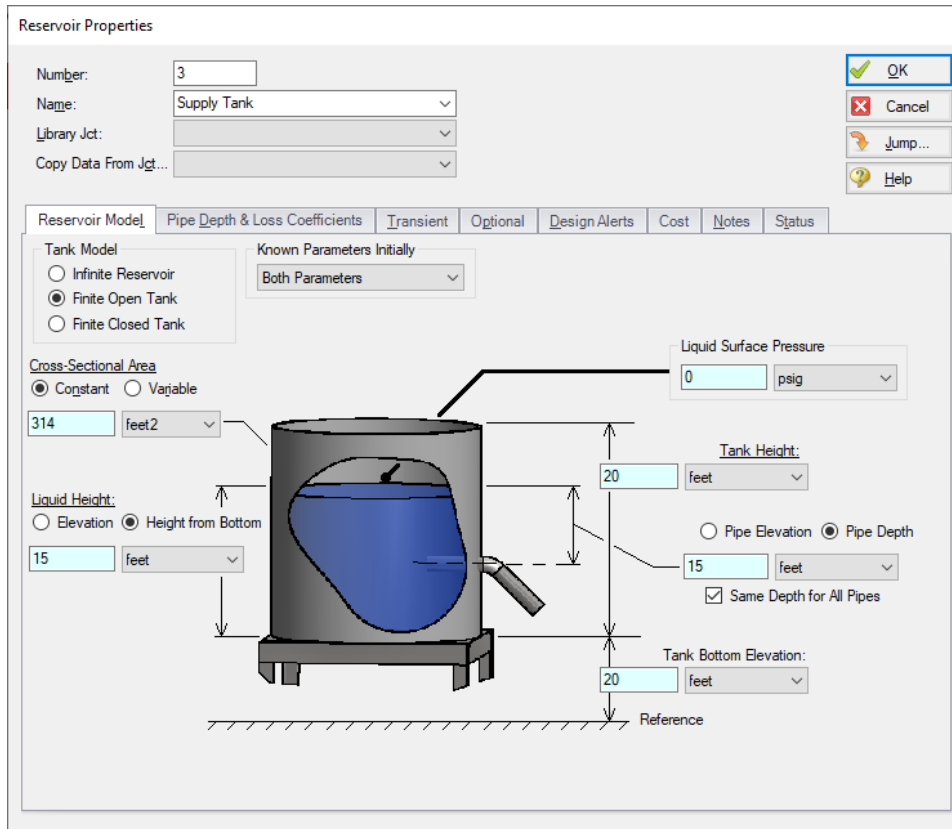 Reservoir Properties
Number: 3
OK
Name: Supply Tank
Cancel
Library Jct:
Jump...
Copy Data From Jct...
Help
Reservoir Model Pipe Depth & Loss Coefficients Transient Optional Design Alerts Cost Notes Status
Tank Model
Infinite Reservoir
Finite Open Tank
Finite Closed Tank
Known Parameters Initially
Both Parameters
Liquid Surface Pressure
0 psig
Cross-Sectional Area
Constant Variable
314 feet2
Tank Height:
20 feet
Liquid Height:
Elevation Height from Bottom
15 feet
Pipe Elevation Pipe Depth
15 feet
Same Depth for All Pipes
Tank Bottom Elevation:
20 feet
Reference